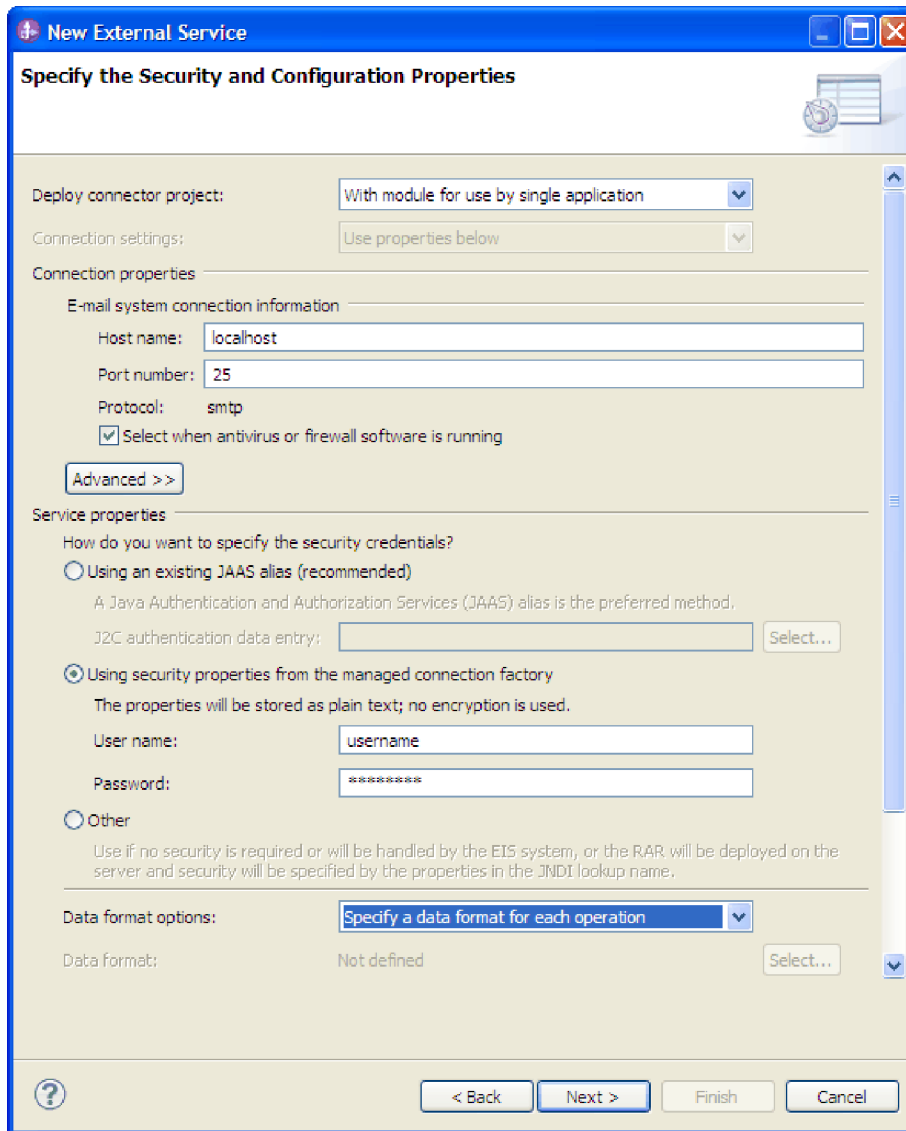 New External Service
Specify the Security and Configuration Properties
Deploy connector project: With module for use by single application
Connection settings: Use properties below
Connection properties
E-mail system connection information
Host name: localhost
Port number: 25
Protocol: smtp
Select when antivirus or firewall software is running
Advanced >>
Service properties
How do you want to specify the security credentials?
Using an existing JAAS alias (recommended)
A Java Authentication and Authorization Services (JAAS) alias is the preferred method.
J2C authentication data entry: Select...
Using security properties from the managed connection factory
The properties will be stored as plain text; no encryption is used.
User name: username
Password: ********
Other
Use if no security is required or will be handled by the EIS system, or the RAR will be deployed on the
server and security will be specified by the properties in the JNDI lookup name.
Data format options: Specify a data format for each operation
Data format: Not defined Select...
? < Back Next > Finish Cancel